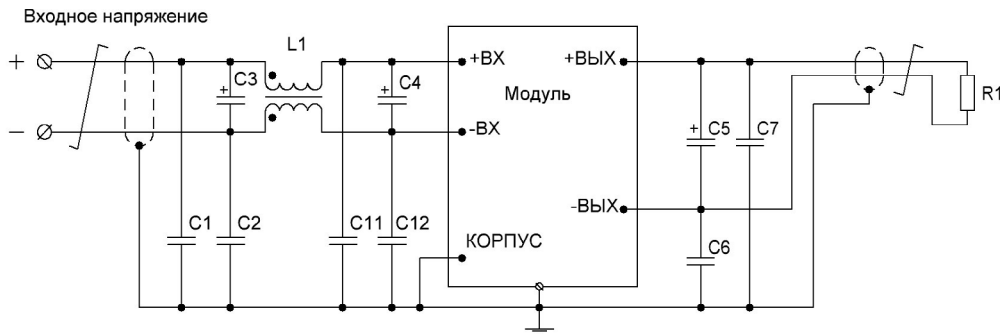 Входное напряжение
L1
+
+
C3
+
C4
+ВХ
Модуль
+ВЫХ
R1
–
-ВХ
+
C5
C7
-ВЫХ
C1
C2
C11
C12
КОРПУС
C6